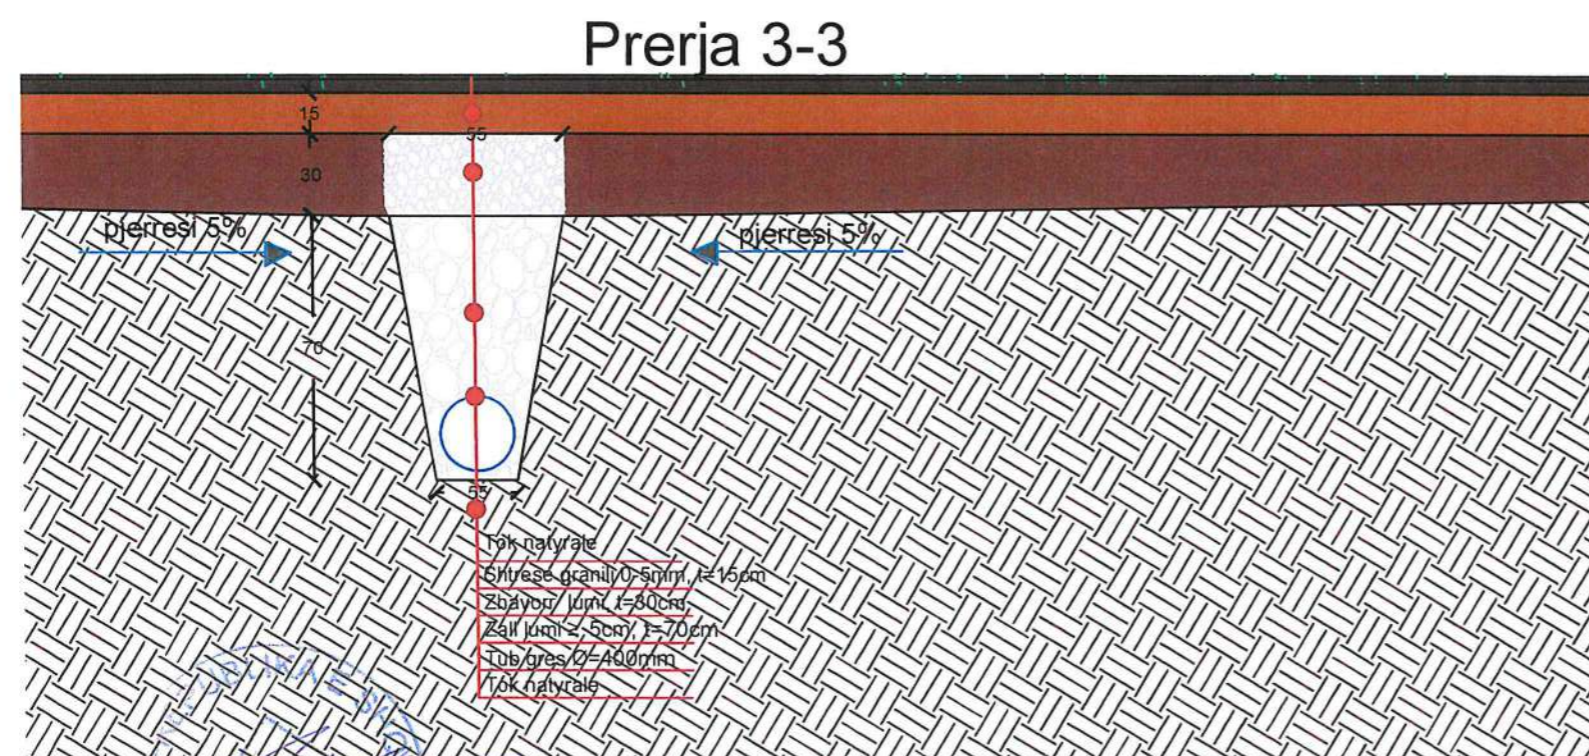 Prerja 3-3
15
55
30
pjerresi 5%
pjerresi 5%
70
55
Tok natyrale
Shtrese granili 0-5mm, t=15cm
Zhavorr lumi, t=30cm,
Zall lumi ≥ 5cm, t=70cm
Tub gres Ø=400mm
Tok natyrale